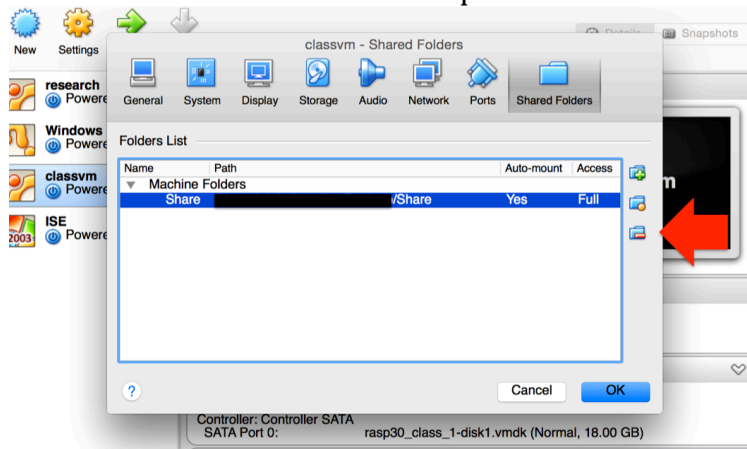 classvm - Shared Folders
Snapshots
New Settings
General System Display Storage Audio Network Ports Shared Folders
research
Powere
Windows
Powere
classvm
Powere
ISE
2003 Powere
Folders List
Name Path Auto-mount Access
Machine Folders
Share /Share Yes Full
m
?
Cancel OK
Controller: Controller SATA
SATA Port 0: rasp30_class_1-disk1.vmdk (Normal, 18.00 GB)